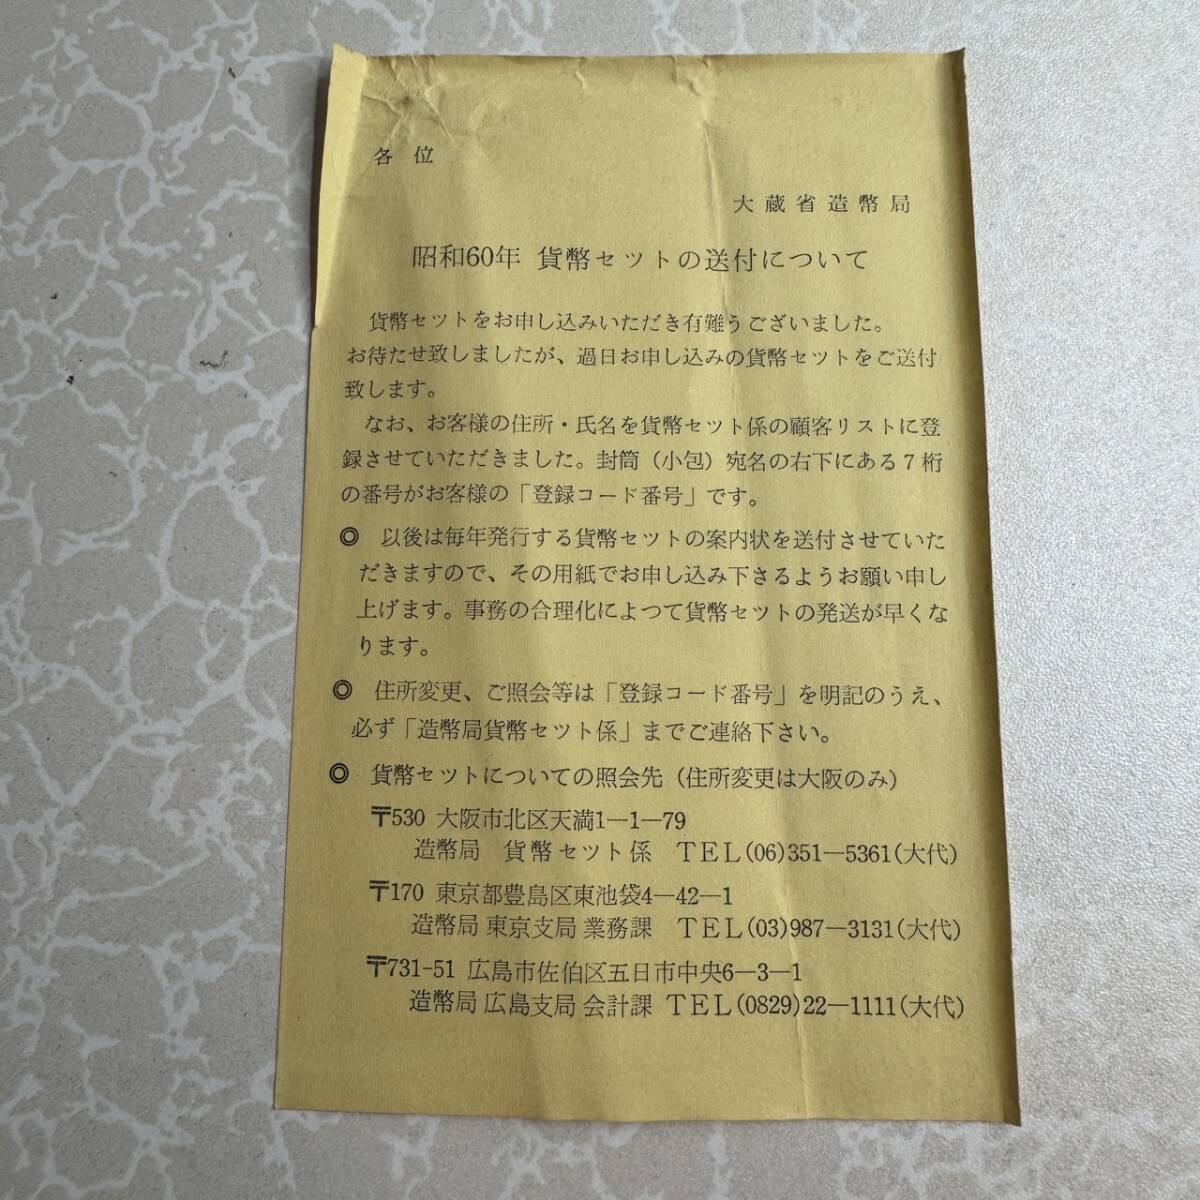 各 位
大蔵省造幣局
昭和60年 貨幣セットの送付について
貨幣セットをお申し込みいただき有難うございました。
お待たせ致しましたが、過日お申し込みの貨幣セットをご送付
致します。
なお、お客様の住所・氏名を貨幣セット係の顧客リストに登
録させていただきました。封筒（小包）宛名の右下にある7桁
の番号がお客様の「登録コード番号」です。
◎ 以後は毎年発行する貨幣セットの案内状を送付させていた
だきますので、その用紙でお申し込み下さるようお願い申し
上げます。事務の合理化によつて貨幣セットの発送が早くな
ります。
◎ 住所変更、ご照会等は「登録コード番号」を明記のうえ、
必ず「造幣局貨幣セット係」までご連絡下さい。
◎ 貨幣セットについての照会先（住所変更は大阪のみ）
〒530 大阪市北区天満1―1―79
造幣局 貨幣セット係 TEL(06)351―5361(大代)
〒170 東京都豊島区東池袋4―42―1
造幣局 東京支局 業務課 TEL(03)987―3131(大代)
〒731-51 広島市佐伯区五日市中央6―3―1
造幣局 広島支局 会計課 TEL(0829)22―1111(大代)